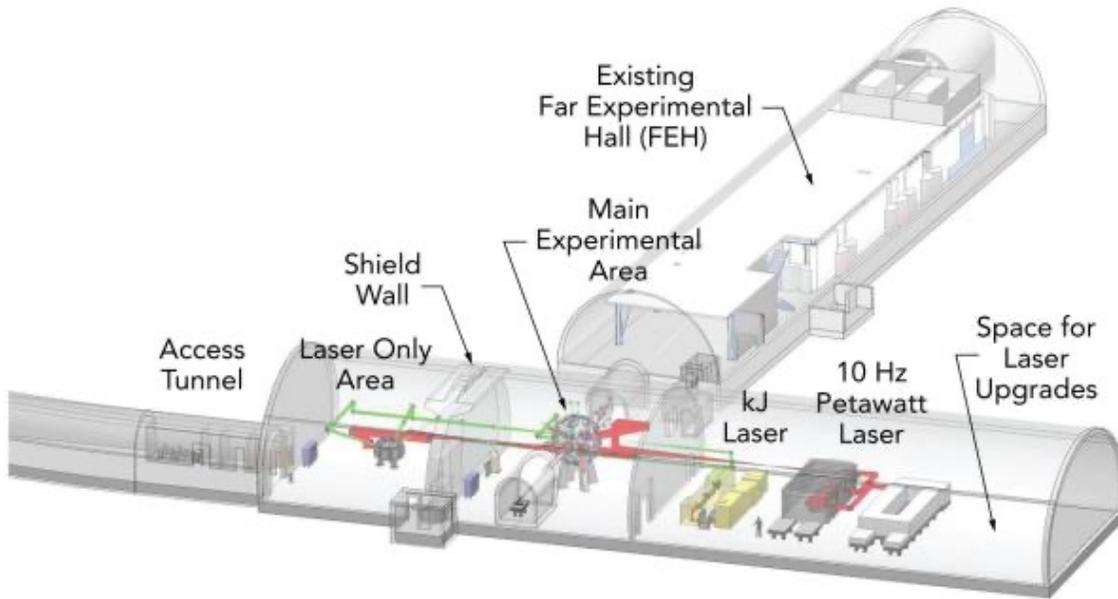 Existing
Far Experimental
Hall (FEH)
Main
Experimental
Area
Shield
Wall
Access
Tunnel
Laser Only
Area
kJ
Laser
10 Hz
Petawatt
Laser
Space for
Laser
Upgrades